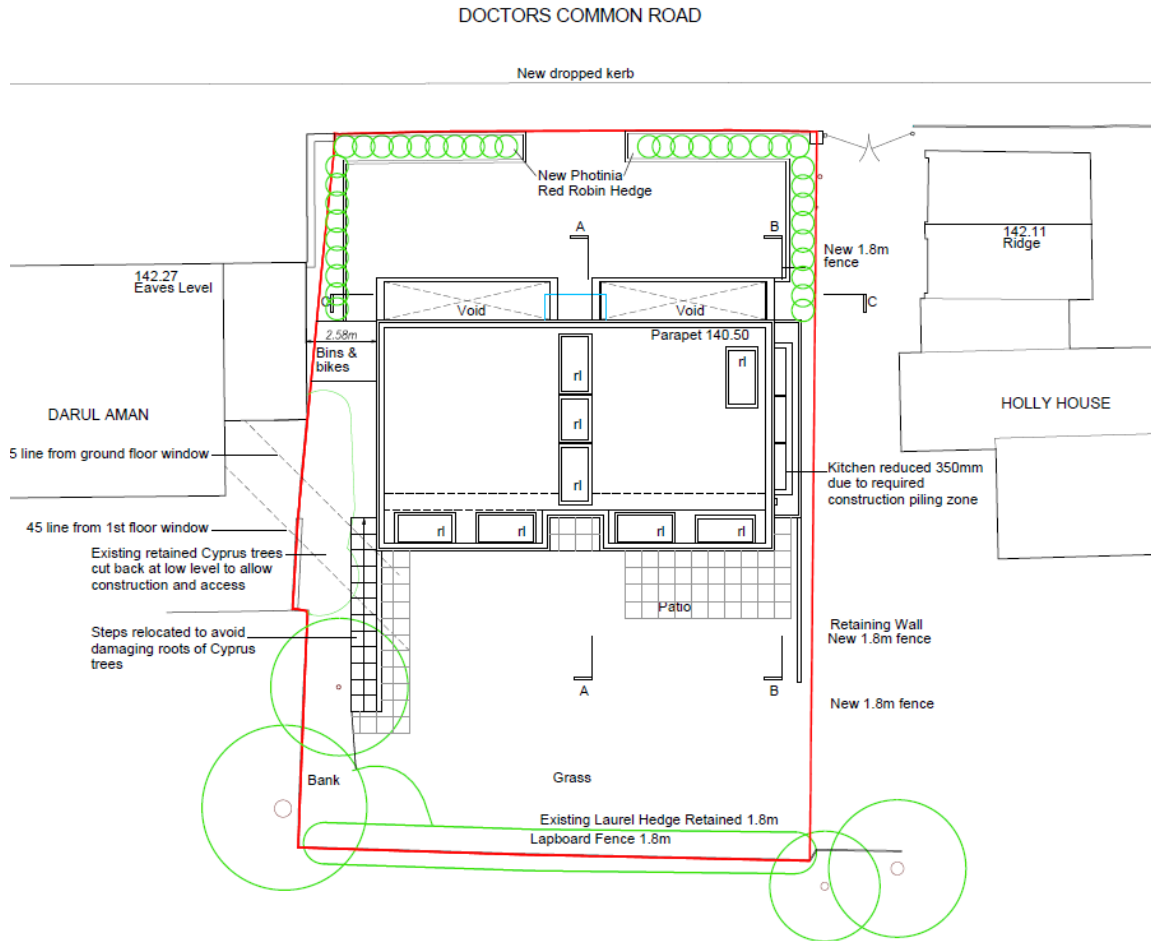 DOCTORS COMMON ROAD
New dropped kerb
New Photinia
Red Robin Hedge
A
B
New 1.8m
fence
142.11
Ridge
142.27
Eaves Level
C
C
Void
Void
2.58m
Parapet 140.50
Bins &
bikes
rl
rl
rl
rl
DARUL AMAN
HOLLY HOUSE
5 line from ground floor window
Kitchen reduced 350mm
due to required
construction piling zone
45 line from 1st floor window
rl
rl
rl
rl
Existing retained Cyprus trees
cut back at low level to allow
construction and access
Patio
Steps relocated to avoid
damaging roots of Cyprus
trees
Retaining Wall
New 1.8m fence
A
B
New 1.8m fence
Bank
Grass
Existing Laurel Hedge Retained 1.8m
Lapboard Fence 1.8m